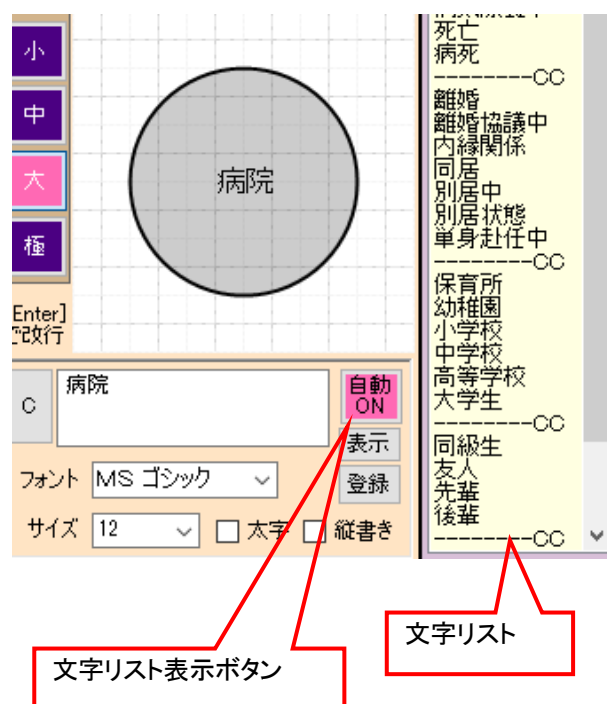 小
中
大
極
Enter]
で改行
病院
C
病院
自動
ON
表示
フォント
MS ゴシック
登録
サイズ
12
太字
縦書き
死亡
病死
--------CC
離婚
離婚協議中
内縁関係
同居
別居中
別居状態
単身赴任中
--------CC
保育所
幼稚園
小学校
中学校
高等学校
大学生
--------CC
同級生
友人
先輩
後輩
--------CC
文字リスト
文字リスト表示ボタン